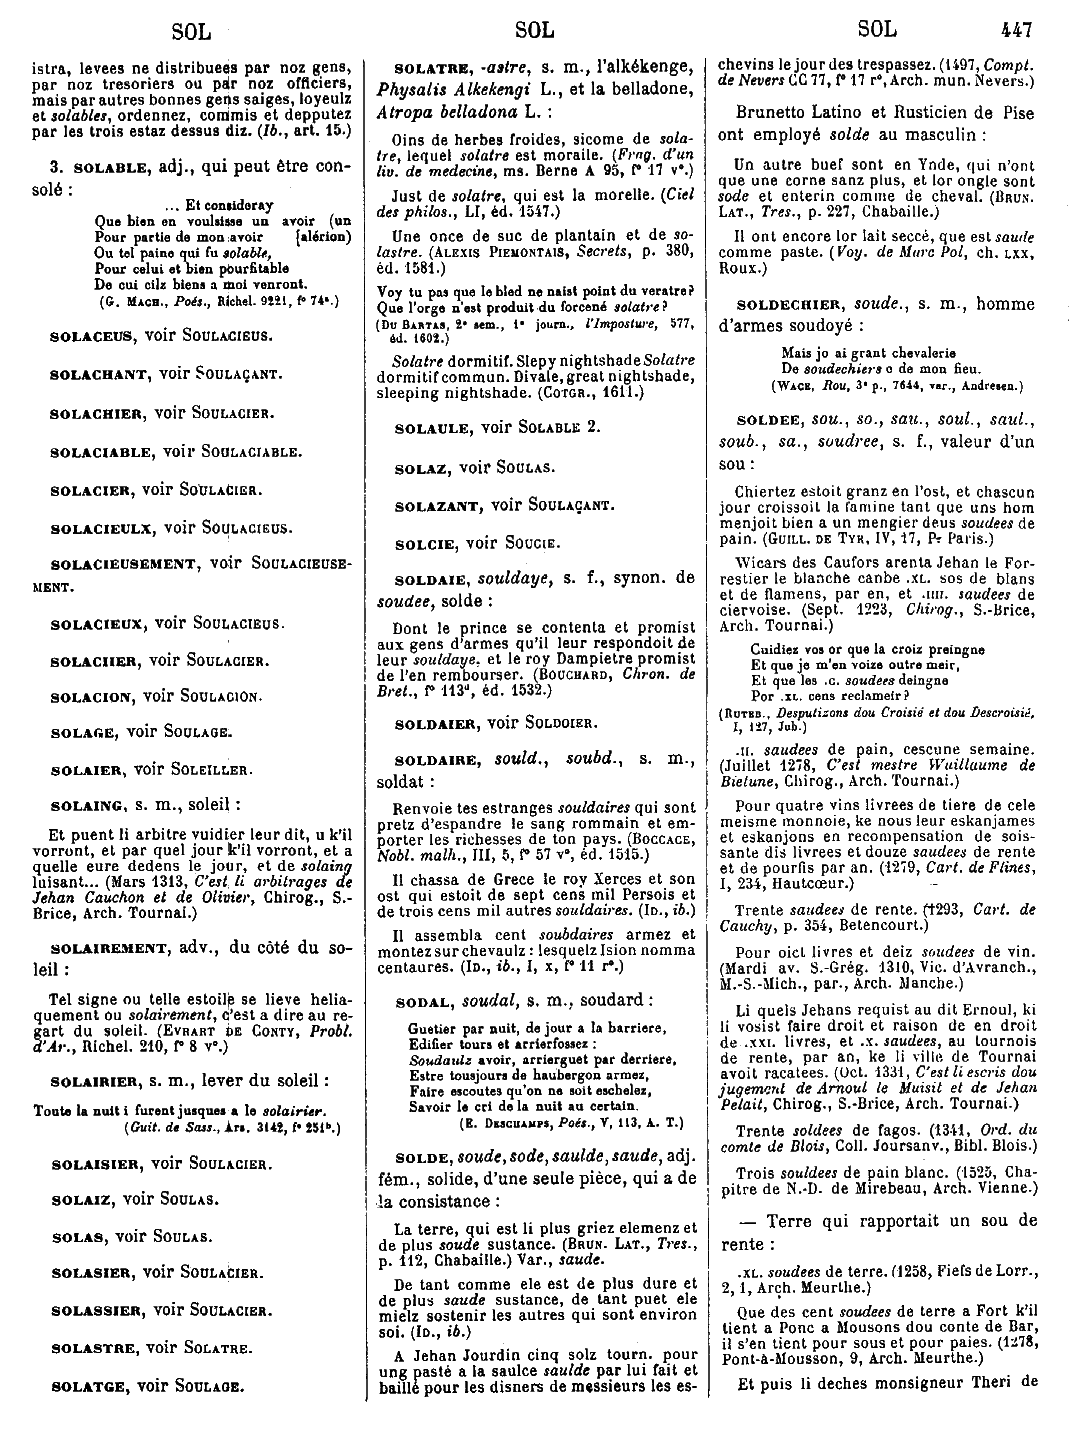 SOL
SOL
SOL
447
istra, levees ne distribuees par noz gens,
par noz tresoriers ou par noz officiers,
mais par autres bonnes gens saiges, loyeulz
et solables, ordennez, commis et depputez
par les trois estaz dessus diz. (Ib., art. 15.)
3. SOLABLE, adj., qui peut être con-
solé :
... Et consideray
Que bien en voulsisse un avoir (un
Pour partie de mon avoir [alérion)
Ou tel paine qui fu solable,
Pour celui et bien pourfitable
De cui cilz biens a moi venront.
(G. MACH., Poés., Richel. 9221, fº 74ª.)
SOLACEUS, voir SOULACIEUS.
SOLACHANT, voir SOULAÇANT.
SOLACHIER, voir SOULACIER.
SOLACIABLE, voir SOULACIABLE.
SOLACIER, voir SOULACIER.
SOLACIEULX, voir SOULACIEUS.
SOLACIEUSEMENT, voir SOULACIEUSE-
MENT.
SOLACIEUX, voir SOULACIEUS.
SOLACIIER, voir SOULACIER.
SOLACION, voir SOULACION.
SOLAGE, voir SOULAGE.
SOLAIER, voir SOLEILLER.
SOLAING, s. m., soleil :
Et puent li arbitre vuidier leur dit, u k'il
vorront, et par quel jour k'il vorront, et a
quelle eure dedens le jour, et de solaing
luisant... (Mars 1313, C'est li arbitrages de
Jehan Cauchon et de Olivier, Chirog., S.-
Brice, Arch. Tournai.)
SOLAIREMENT, adv., du côté du so-
leil :
Tel signe ou telle estoile se lieve helia-
quement ou solairement, c'est a dire au re-
gart du soleil. (EVRART DE CONTY, Probl.
d'Ar., Richel. 210, fº 8 vº.)
SOLAIRIER, s. m., lever du soleil :
Toute la nuit i furent jusques a le solairier.
(Guit. de Sass., Ars. 3142, fº 251ᵇ.)
SOLAISIER, voir SOULACIER.
SOLAIZ, voir SOULAS.
SOLAS, voir SOULAS.
SOLASIER, voir SOULACIER.
SOLASSIER, voir SOULACIER.
SOLASTRE, voir SOLATRE.
SOLATGE, voir SOULAGE.
SOLATRE, -astre, s. m., l'alkékenge,
Physalis Alkekengi L., et la belladone,
Atropa belladona L. :
Oins de herbes froides, sicome de sola-
tre, lequel solatre est moraile. (Frag. d'un
liv. de medecine, ms. Berne A 95, fº 17 vº.)
Just de solatre, qui est la morelle. (Ciel
des philos., LI, éd. 1547.)
Une once de suc de plantain et de so-
lastre. (ALEXIS PIEMONTAIS, Secrets, p. 380,
éd. 1581.)
Voy tu pas que le bled ne naist point du veratre?
Que l'orge n'est produit du forcené solatre?
(DU BARTAS, 2ᵉ sem., 1ᵉ journ., l'Imposture, 577,
éd. 1602.)
Solatre dormitif. Slepy nightshade Solatre
dormitif commun. Divale, great nightshade,
sleeping nightshade. (COTGR., 1611.)
SOLAULE, voir SOLABLE 2.
SOLAZ, voir SOULAS.
SOLAZANT, voir SOULAÇANT.
SOLCIE, voir SOUCIE.
SOLDAIE, souldaye, s. f., synon. de
soudee, solde :
Dont le prince se contenta et promist
aux gens d'armes qu'il leur respondoit de
leur souldaye, et le roy Dampietre promist
de l'en rembourser. (BOUCHARD, Chron. de
Bret., fº 113ᵈ, éd. 1532.)
SOLDAIER, voir SOLDOIER.
SOLDAIRE, sould., soubd., s. m.,
soldat :
Renvoie tes estranges souldaires qui sont
pretz d'espandre le sang rommain et em-
porter les richesses de ton pays. (BOCCACE,
Nobl. malh., III, 5, fº 57 vº, éd. 1515.)
Il chassa de Grece le roy Xerces et son
ost qui estoit de sept cens mil Persois et
de trois cens mil autres souldaires. (ID., ib.)
Il assembla cent soubdaires armez et
montez sur chevaulz : lesquelz Ision nomma
centaures. (ID., ib., I, x, fº 11 rº.)
SODAL, soudal, s. m., soudard :
Guetier par nuit, de jour a la barriere,
Edifier tours et arrierfossez :
Soudaulz avoir, arrierguet par derriere,
Estre tousjours de haubergon armez,
Faire escoutes qu'on ne soit eschelez,
Savoir le cri de la nuit au certain.
(E. DESCHAMPS, Poés., V, 113, A. T.)
SOLDE, soude, sode, saulde, saude, adj.
fém., solide, d'une seule pièce, qui a de
la consistance :
La terre, qui est li plus griez elemenz et
de plus soude sustance. (BRUN. LAT., Tres.,
p. 112, Chabaille.) Var., saude.
De tant comme ele est de plus dure et
de plus saude sustance, de tant puet ele
mielz sostenir les autres qui sont environ
soi. (ID., ib.)
A Jehan Jourdin cinq solz tourn. pour
ung pasté a la saulce saulde par lui fait et
baillé pour les disners de messieurs les es-
chevins le jour des trespassez. (1497, Compt.
de Nevers CC 77, fº 17 rº, Arch. mun. Nevers.)
Brunetto Latino et Rusticien de Pise
ont employé solde au masculin :
Un autre buef sont en Ynde, qui n'ont
que une corne sanz plus, et lor ongle sont
sode et enterin comme de cheval. (BRUN.
LAT., Tres., p. 227, Chabaille.)
Il ont encore lor lait seccé, que est saude
comme paste. (Voy. de Marc Pol, ch. LXX,
Roux.)
SOLDECHIER, soude., s. m., homme
d'armes soudoyé :
Mais jo ai grant chevalerie
De soudechiers o de mon fieu.
(WACE, Rou, 3ᵉ p., 7644, var., Andresen.)
SOLDEE, sou., so., sau., soul., saul.,
soub., sa., soudree, s. f., valeur d'un
sou :
Chiertez estoit granz en l'ost, et chascun
jour croissoit la famine tant que uns hom
menjoit bien a un mengier deus soudees de
pain. (GUILL. DE TYR, IV, 17, P. Paris.)
Wicars des Caufors arenta Jehan le For-
restier le blanche canbe .XL. sos de blans
et de flamens, par en, et .IIII. saudees de
ciervoise. (Sept. 1223, Chirog., S.-Brice,
Arch. Tournai.)
Cuidiez vos or que la croiz preingne
Et que je m'en voize outre meir,
Et que les .c. soudees deingne
Por .XL. cens reclameir?
(RUTEB., Desputizons dou Croisié et dou Descroisié,
I, 127, Jub.)
.II. saudees de pain, cescune semaine.
(Juillet 1278, C'est mestre Wuillaume de
Bietune, Chirog., Arch. Tournai.)
Pour quatre vins livrees de tiere de cele
meisme monnoie, ke nous leur eskanjames
et eskanjons en recompensation de sois-
sante dis livrees et douze saudees de rente
et de pourfis par an. (1279, Cart. de Flines,
I, 234, Hautcœur.)
Trente saudees de rente. (1293, Cart. de
Cauchy, p. 354, Betencourt.)
Pour oict livres et deiz soudees de vin.
(Mardi av. S.-Grég. 1310, Vic. d'Avranch.,
M.-S.-Mich., par., Arch. Manche.)
Li quels Jehans requist au dit Ernoul, ki
li vosist faire droit et raison de en droit
de .XXI. livres, et .X. saudees, au tournois
de rente, par an, ke li ville de Tournai
avoit racatees. (Oct. 1331, C'est li escris dou
jugement de Arnoul le Muisit et de Jehan
Pelait, Chirog., S.-Brice, Arch. Tournai.)
Trente soldees de fagos. (1341, Ord. du
comte de Blois, Coll. Joursanv., Bibl. Blois.)
Trois souldees de pain blanc. (1525, Cha-
pitre de N.-D. de Mirebeau, Arch. Vienne.)
— Terre qui rapportait un sou de
rente :
.XL. soudees de terre. (1258, Fiefs de Lorr.,
2, 1, Arch. Meurthe.)
Que des cent soudees de terre a Fort k'il
tient a Ponc a Mousons dou conte de Bar,
il s'en tient pour sous et pour paies. (1278,
Pont-à-Mousson, 9, Arch. Meurthe.)
Et puis li deches monsigneur Theri de